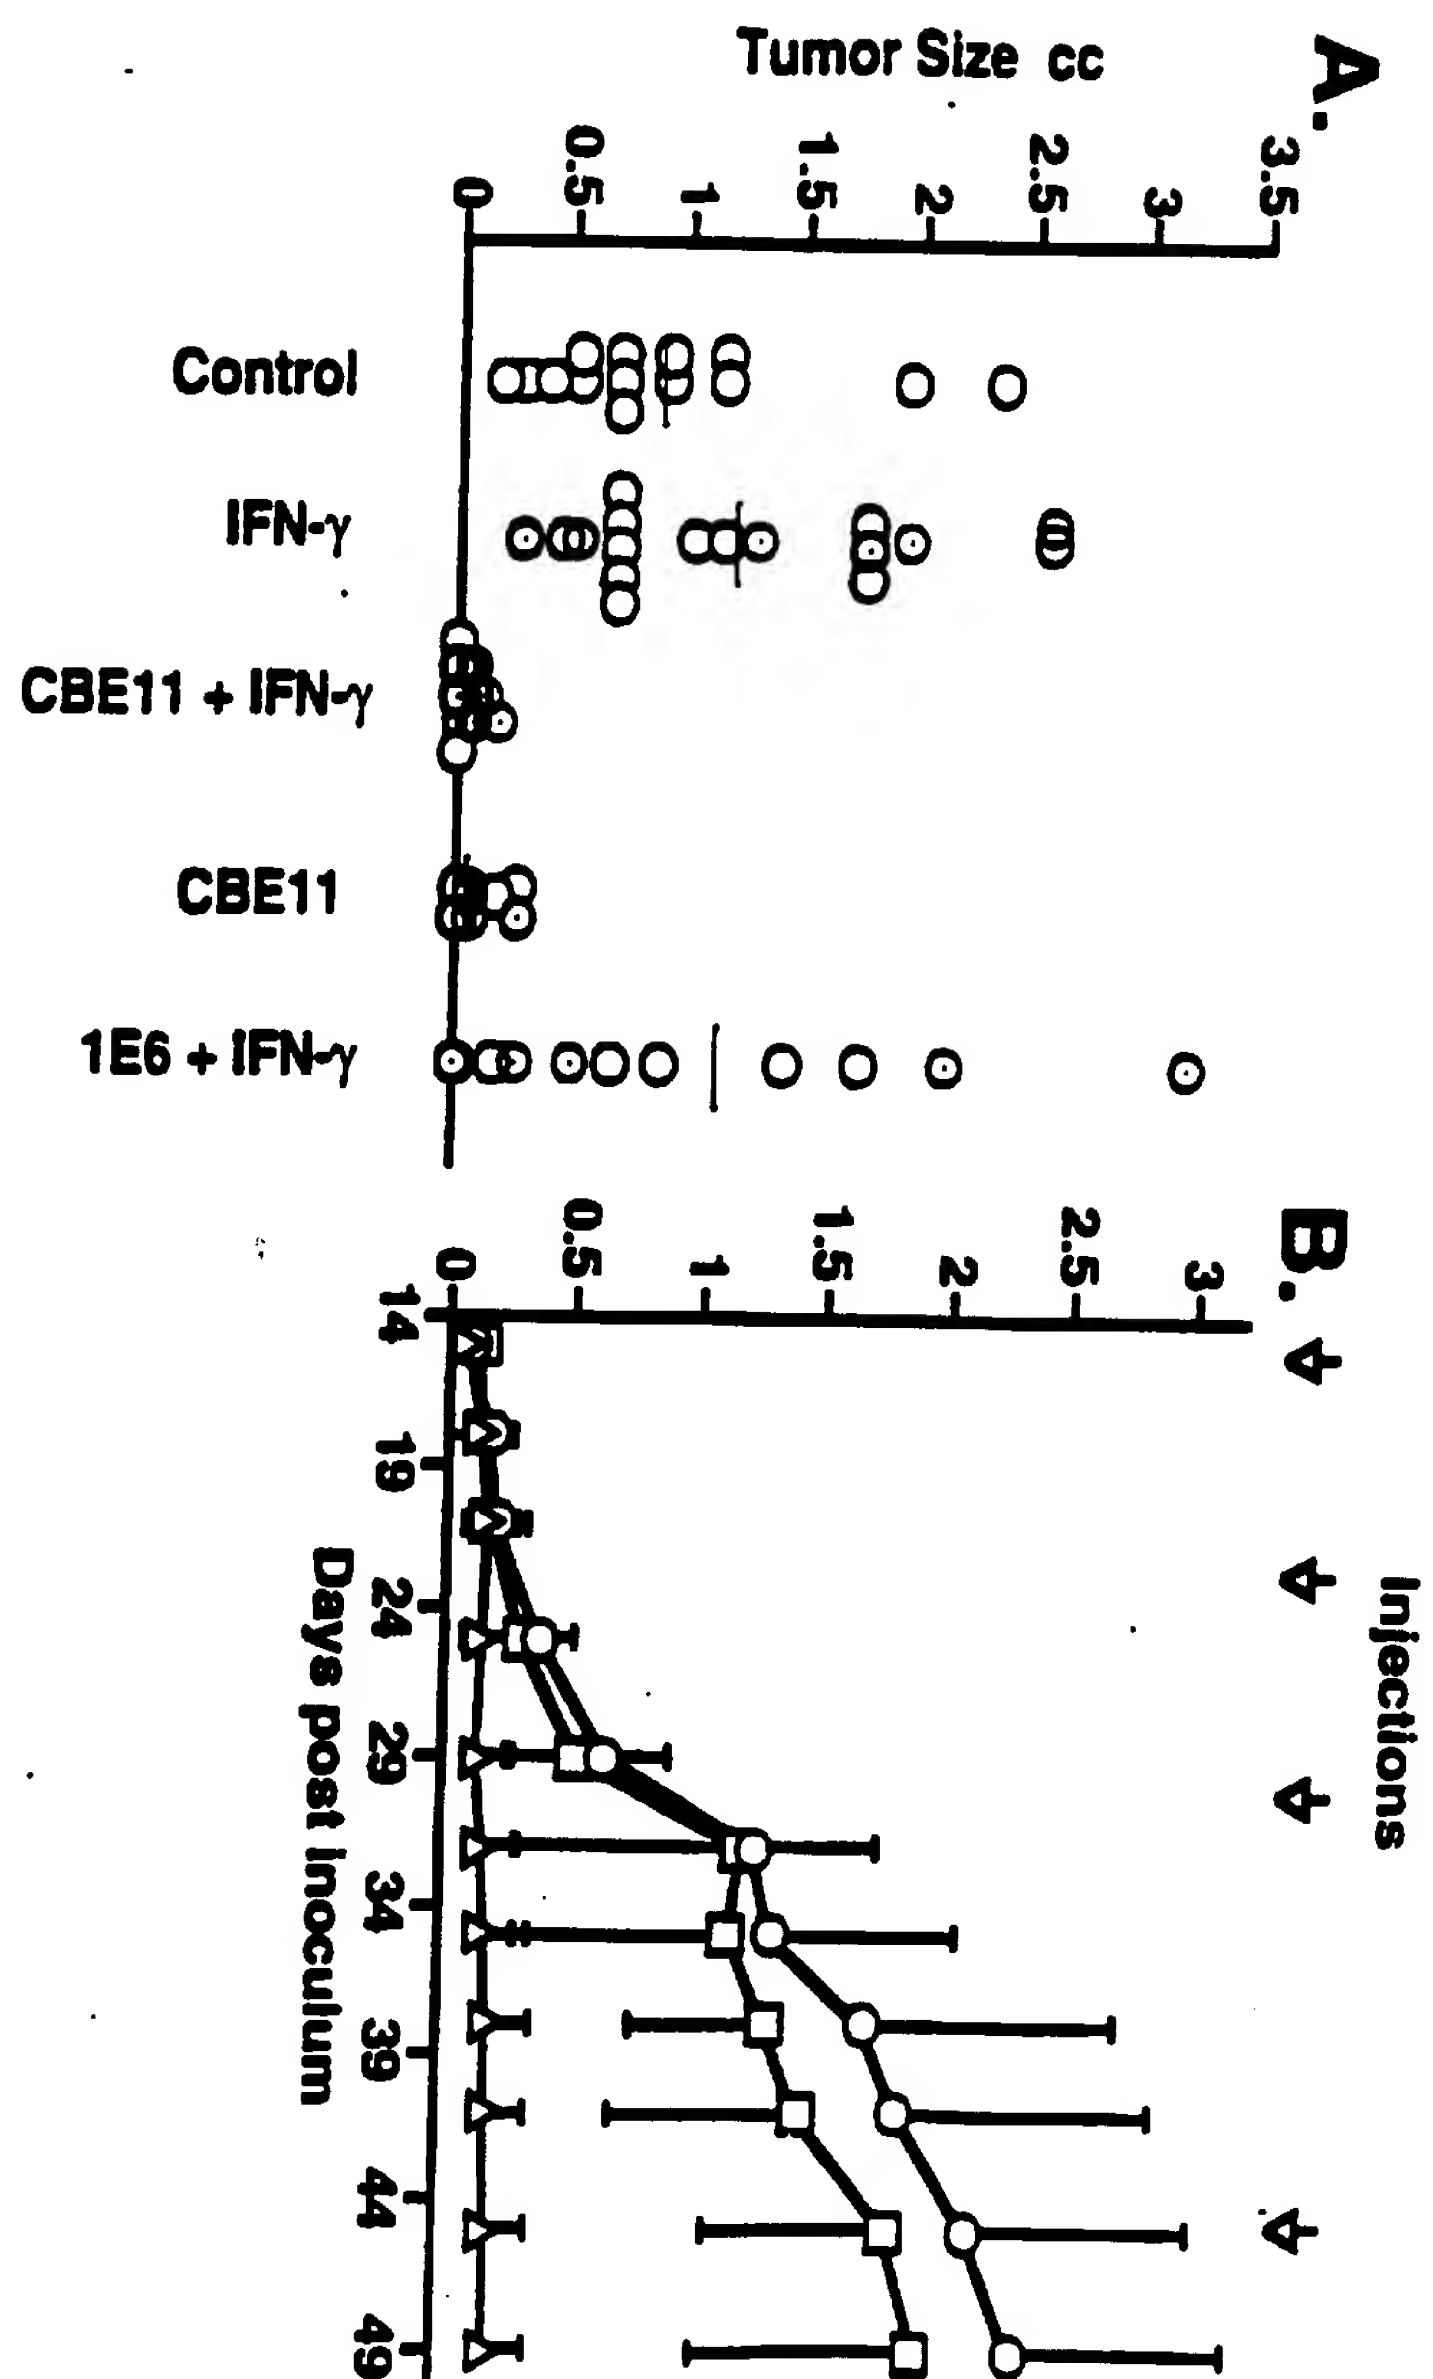 A.
Tumor Size cc
3.5
3
2.5
2
1.5
1
0.5
0
Control
IFN-γ
CBE11 + IFN-γ
CBE11
1E6 + IFN-γ
B.
Injections
3
2.5
2
1.5
1
0.5
0
14
19
24
29
34
39
44
49
Days post inoculum